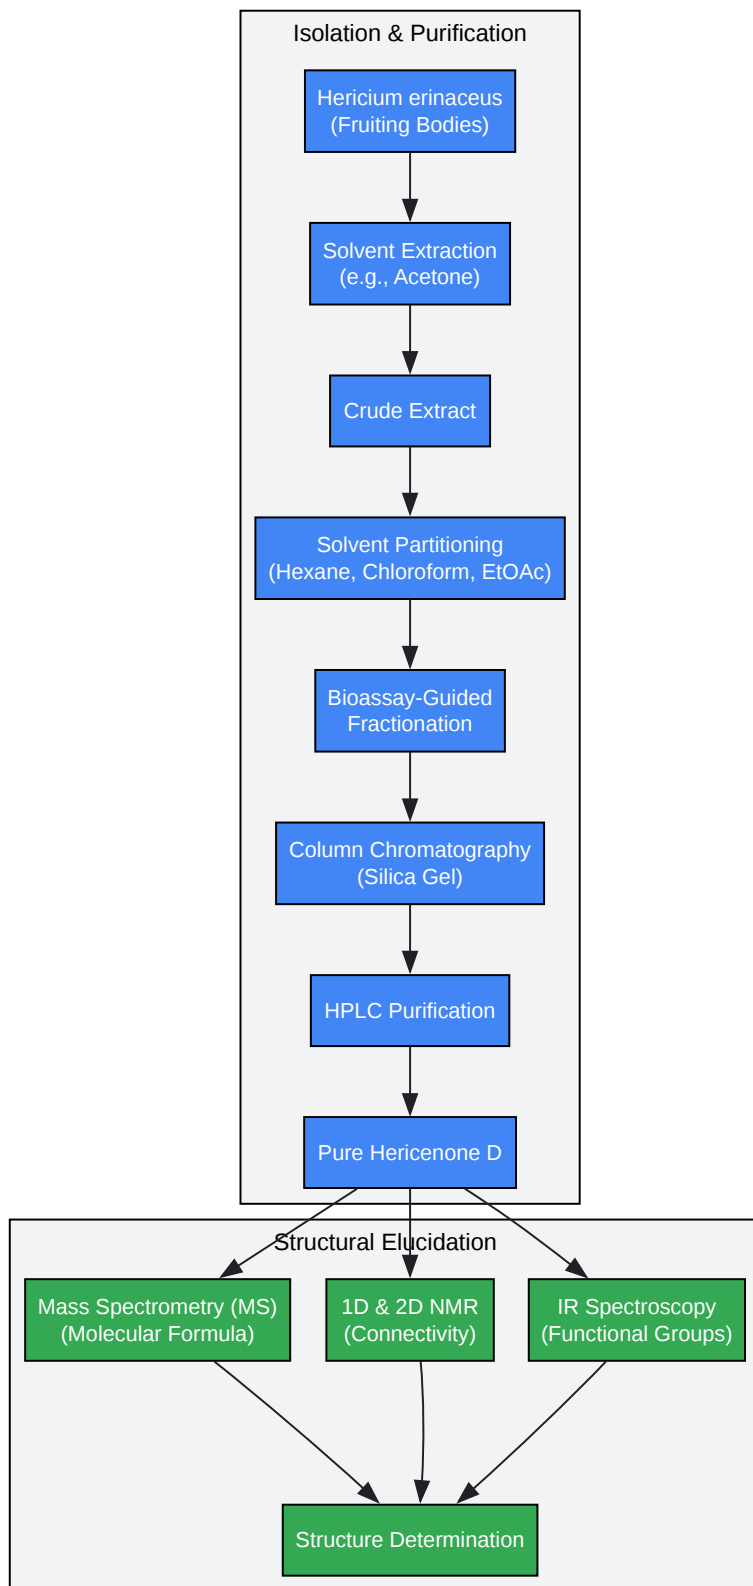 Isolation & Purification
Hericium erinaceus
(Fruiting Bodies)
Solvent Extraction
(e.g., Acetone)
Crude Extract
Solvent Partitioning
(Hexane, Chloroform, EtOAc)
Bioassay-Guided
Fractionation
Column Chromatography
(Silica Gel)
HPLC Purification
Pure Hericenone D
Structural Elucidation
Mass Spectrometry (MS)
(Molecular Formula)
1D & 2D NMR
(Connectivity)
IR Spectroscopy
(Functional Groups)
Structure Determination